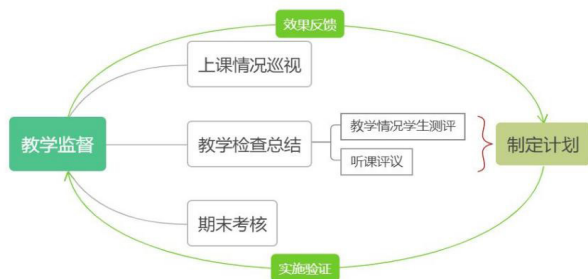 效果反馈
上课情况巡视
教学监督
教学检查总结
教学情况学生测评
听课评议
制定计划
期末考核
实施验证